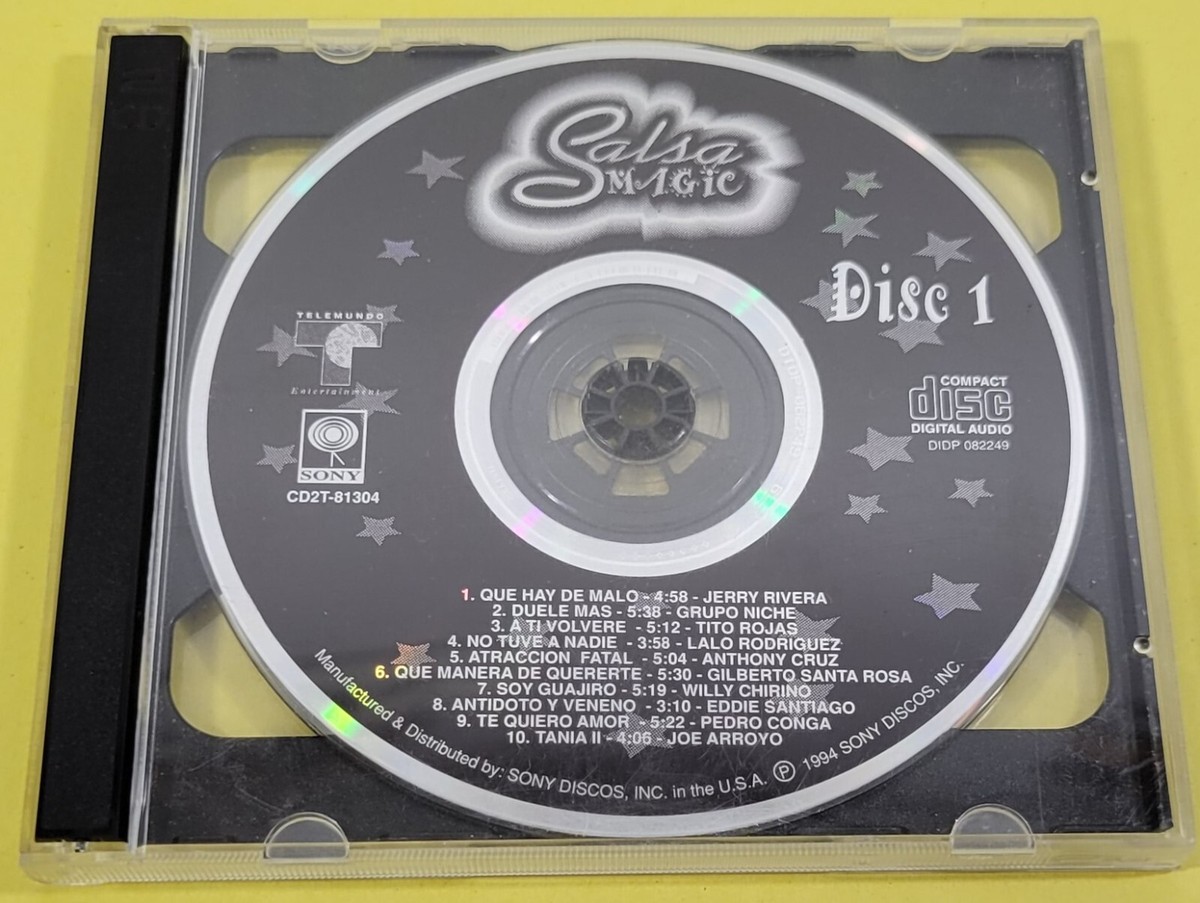 Salsa
MAGiC
Disc 1
TELEMUNDO
T
Entertainment
SONY
CD2T-81304
COMPACT
disc
DIGITAL AUDIO
DIDP 082249
1. QUE HAY DE MALO - 4:58 - JERRY RIVERA
2. DUELE MAS - 5:38 - GRUPO NICHE
3. A TI VOLVERE - 5:12 - TITO ROJAS
4. NO TUVE A NADIE - 3:58 - LALO RODRIGUEZ
5. ATRACCION FATAL - 5:04 - ANTHONY CRUZ
6. QUE MANERA DE QUERERTE - 5:30 - GILBERTO SANTA ROSA
7. SOY GUAJIRO - 5:19 - WILLY CHIRINO
8. ANTIDOTO Y VENENO - 3:10 - EDDIE SANTIAGO
9. TE QUIERO AMOR - 5:22 - PEDRO CONGA
10. TANIA II - 4:06 - JOE ARROYO
Manufactured & Distributed by: SONY DISCOS, INC. in the U.S.A. ℗ 1994 SONY DISCOS, INC.